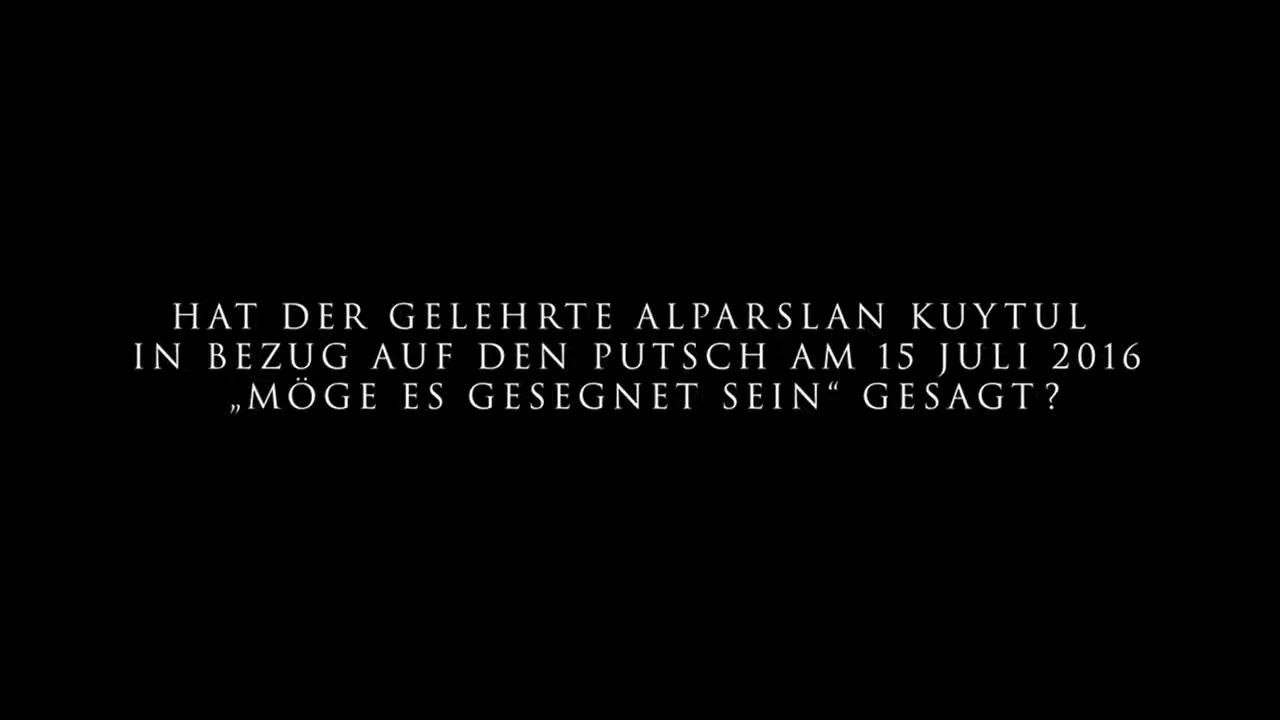 HAT DER GELEHRTE ALPARSLAN KUYTUL
IN BEZUG AUF DEN PUTSCH AM 15 JULI 2016
„MÖGE ES GESEGNET SEIN“ GESAGT?